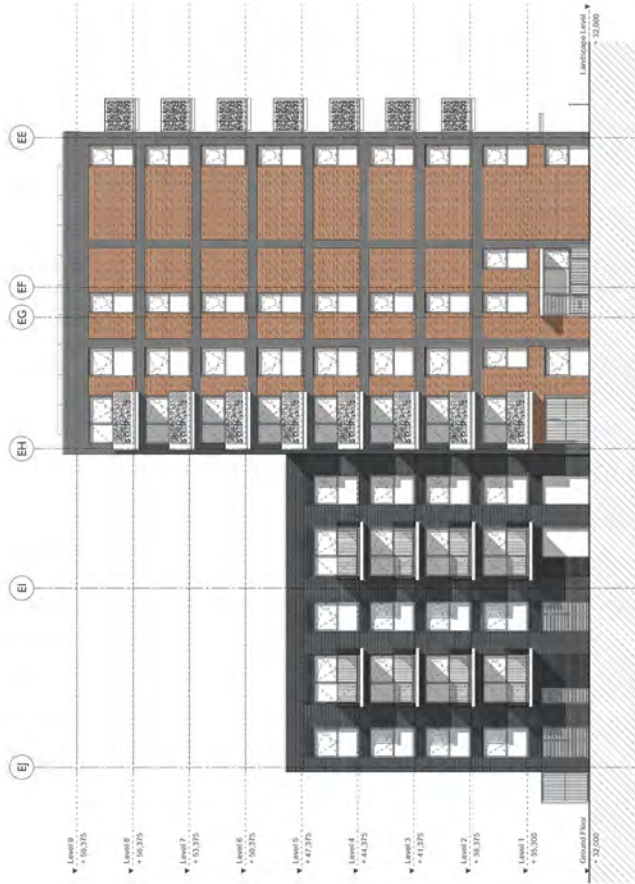 EJ
EI
EH
EG
EF
EE
Level 9
+ 59,375
Level 8
+ 56,375
Level 7
+ 53,375
Level 6
+ 50,375
Level 5
+ 47,375
Level 4
+ 44,375
Level 3
+ 41,375
Level 2
+ 38,375
Level 1
+ 35,300
Ground Floor
+ 32,000
Landscape Level
+ 32,000